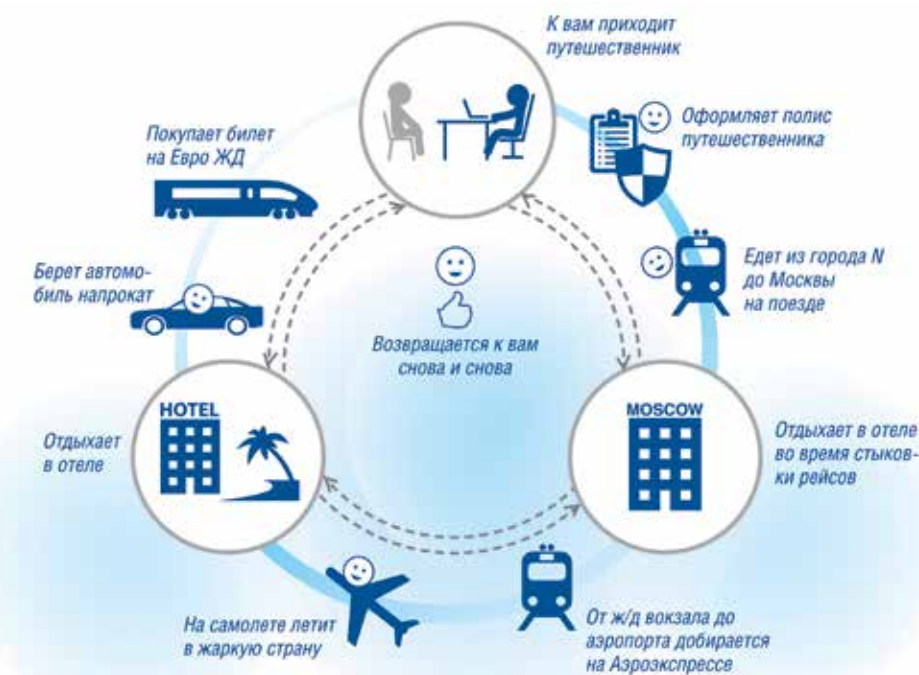 К вам приходит
путешественник
Оформляет полис
путешественника
Едет из города N
до Москвы
на поезде
MOSCOW
Отдыхает в отеле
во время стыков-
ки рейсов
От ж/д вокзала до
аэропорта добирается
на Аэроэкспрессе
На самолете летит
в жаркую страну
HOTEL
Отдыхает
в отеле
Берет автомо-
биль напрокат
Покупает билет
на Евро ЖД
Возвращается к вам
снова и снова